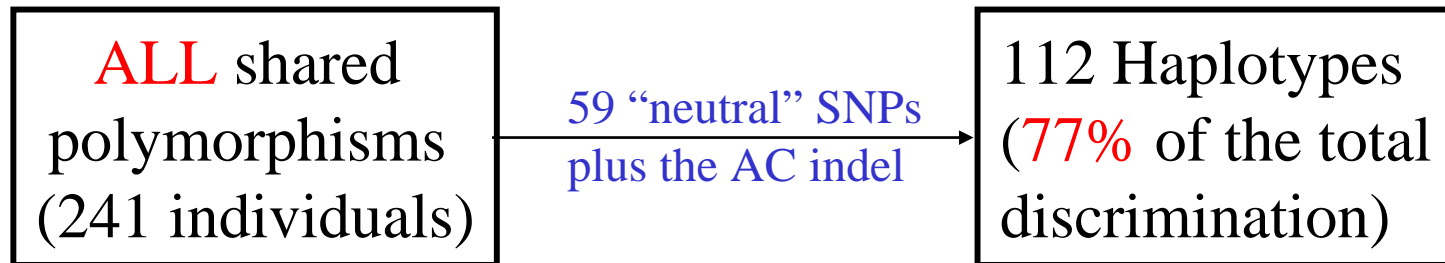 ALL shared
polymorphisms
(241 individuals)
59 “neutral” SNPs
plus the AC indel
112 Haplotypes
(77% of the total
discrimination)